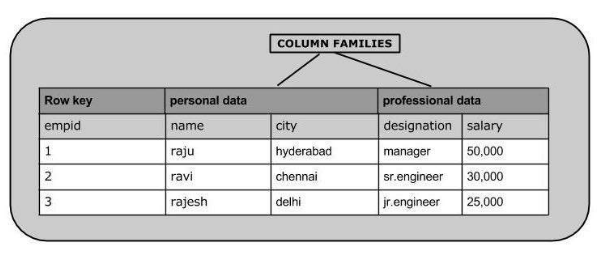 COLUMN FAMILIES
Row key personal data professional data
empid name city designation salary
1 raju hyderabad manager 50,000
2 ravi chennai sr.engineer 30,000
3 rajesh delhi jr.engineer 25,000